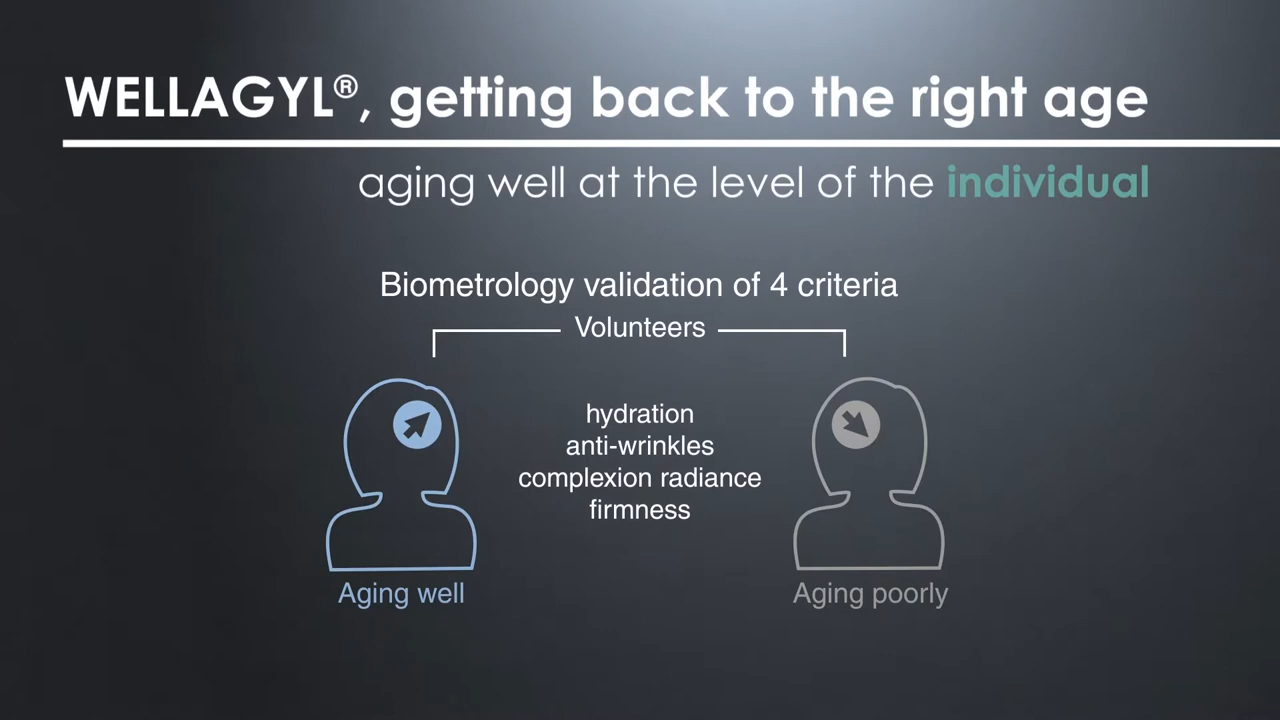 WELLAGYL®, getting back to the right age
aging well at the level of the individual
Biometrology validation of 4 criteria
Volunteers
hydration
anti-wrinkles
complexion radiance
firmness
Aging well
Aging poorly